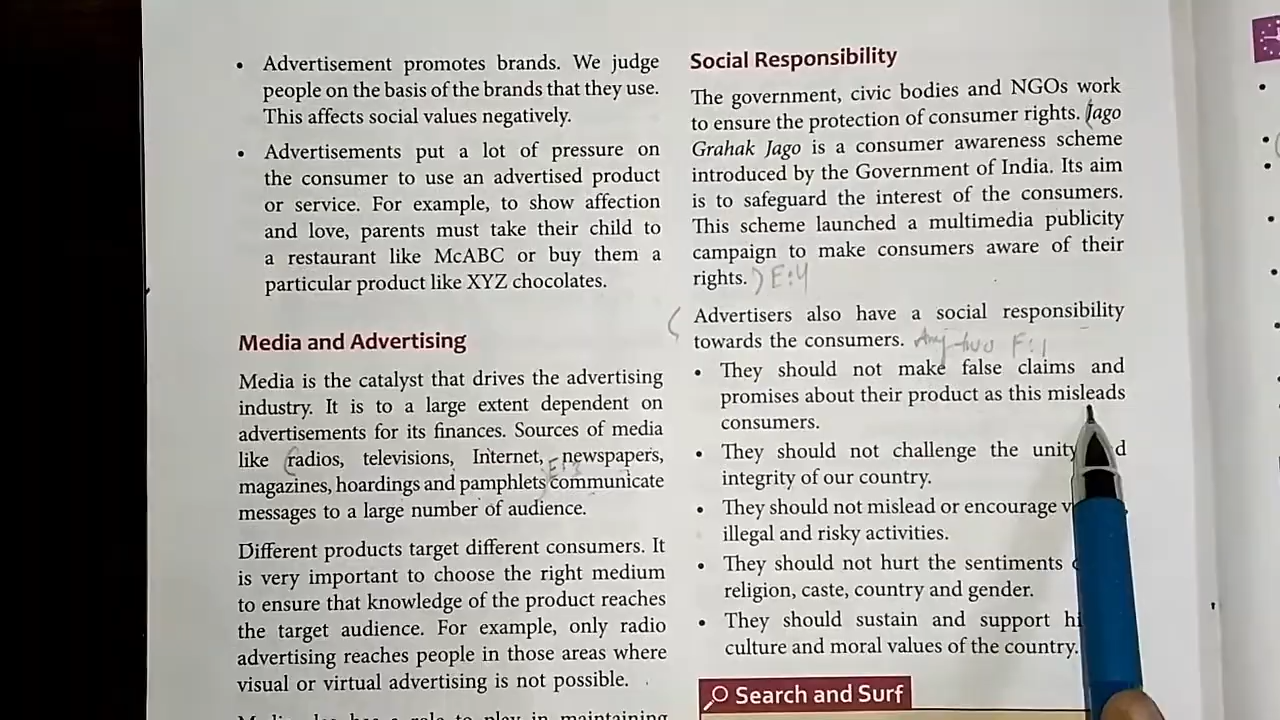 • Advertisement promotes brands. We judge
people on the basis of the brands that they use.
This affects social values negatively.
• Advertisements put a lot of pressure on
the consumer to use an advertised product
or service. For example, to show affection
and love, parents must take their child to
a restaurant like McABC or buy them a
particular product like XYZ chocolates.
Media and Advertising
Media is the catalyst that drives the advertising
industry. It is to a large extent dependent on
advertisements for its finances. Sources of media
like radios, televisions, Internet, newspapers,
magazines, hoardings and pamphlets communicate
messages to a large number of audience.
Different products target different consumers. It
is very important to choose the right medium
to ensure that knowledge of the product reaches
the target audience. For example, only radio
advertising reaches people in those areas where
visual or virtual advertising is not possible.
Social Responsibility
The government, civic bodies and NGOs work
to ensure the protection of consumer rights. (Jago
Grahak Jago is a consumer awareness scheme
introduced by the Government of India. Its aim
is to safeguard the interest of the consumers.
This scheme launched a multimedia publicity
campaign to make consumers aware of their
rights. ) E:4
( Advertisers also have a social responsibility
towards the consumers. Any two F:1
• They should not make false claims and
promises about their product as this misleads
consumers.
• They should not challenge the unity
integrity of our country.
• They should not mislead or encourage
illegal and risky activities.
• They should not hurt the sentiments
religion, caste, country and gender.
• They should sustain and support
culture and moral values of the country.
Search and Surf